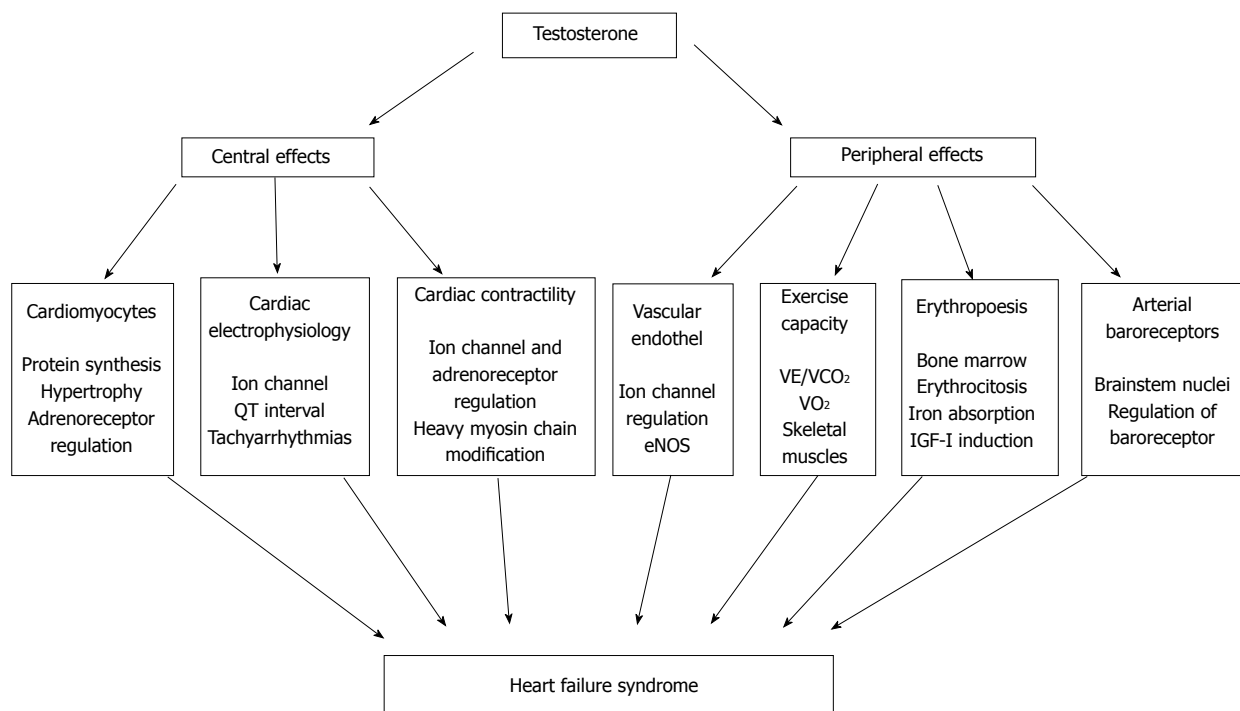 Testosterone
Central effects
Peripheral effects
Cardiomyocytes
Protein synthesis
Hypertrophy
Adrenoreceptor
regulation
Cardiac
electrophysiology
Ion channel
QT interval
Tachyarrhythmias
Cardiac contractility
Ion channel and
adrenoreceptor
regulation
Heavy myosin chain
modification
Vascular
endothel
Ion channel
regulation
eNOS
Exercise
capacity
VE/VCO₂
VO₂
Skeletal
muscles
Erythropoesis
Bone marrow
Erythrocitosis
Iron absorption
IGF-I induction
Arterial
baroreceptors
Brainstem nuclei
Regulation of
baroreceptor
Heart failure syndrome